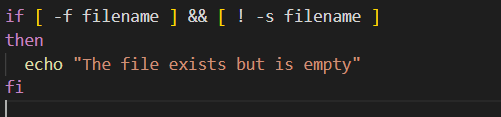 if [ -f filename ] && [ ! -s filename ]
then
  echo "The file exists but is empty"
fi